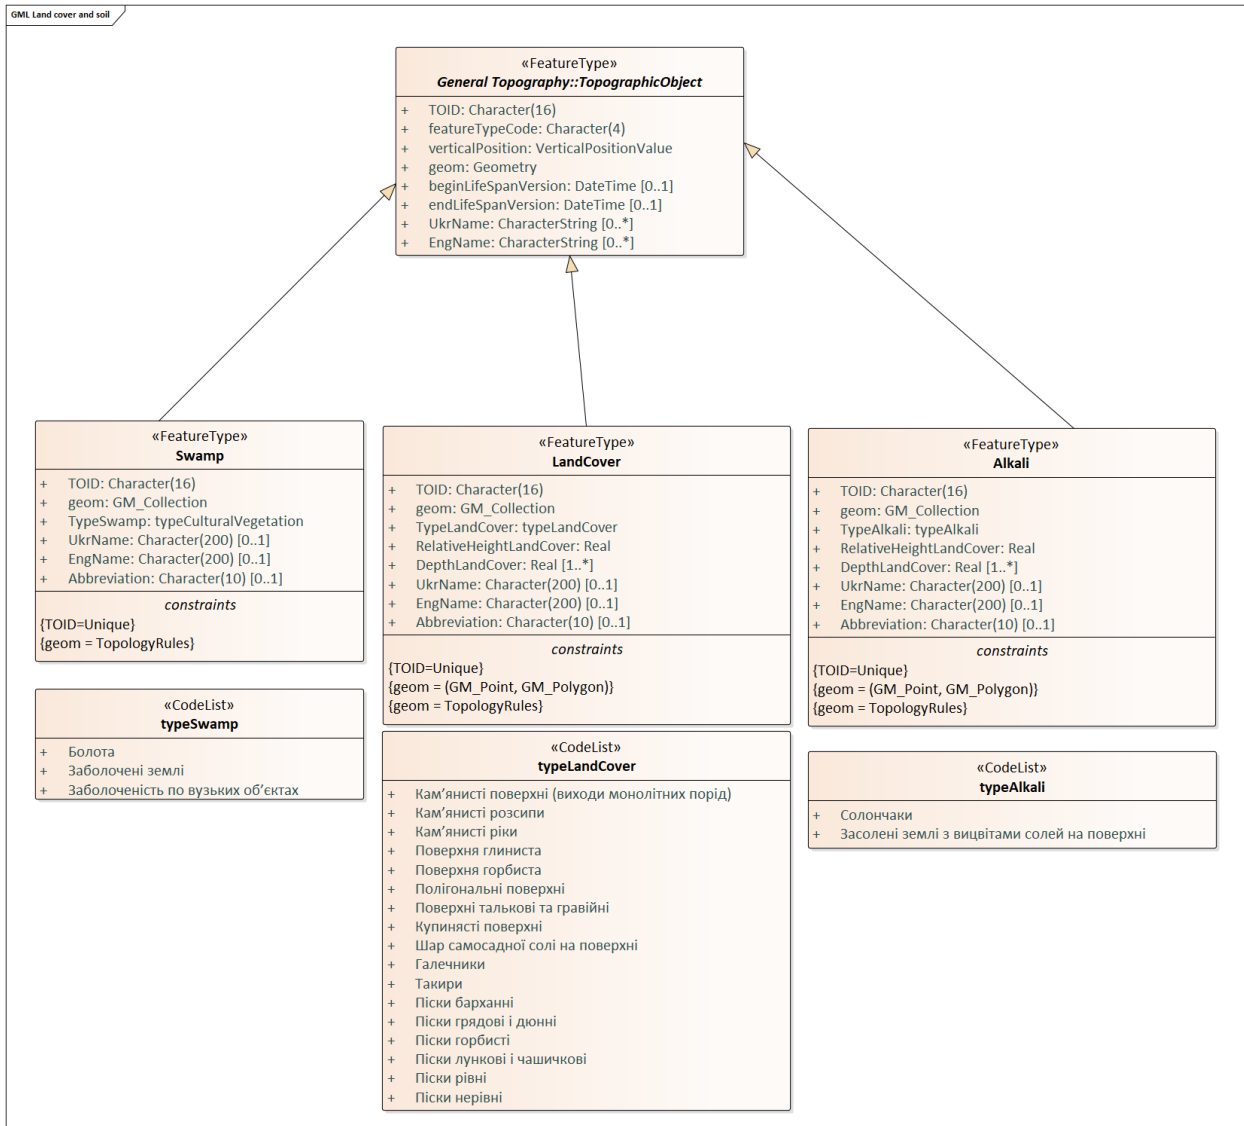 GML Land cover and soil
«FeatureType»
General Topography::TopographicObject
+ TOID: Character(16)
+ featureTypeCode: Character(4)
+ verticalPosition: VerticalPositionValue
+ geom: Geometry
+ beginLifeSpanVersion: DateTime [0..1]
+ endLifeSpanVersion: DateTime [0..1]
+ UkrName: CharacterString [0..*]
+ EngName: CharacterString [0..*]
«FeatureType»
Swamp
+ TOID: Character(16)
+ geom: GM_Collection
+ TypeSwamp: typeCulturalVegetation
+ UkrName: Character(200) [0..1]
+ EngName: Character(200) [0..1]
+ Abbreviation: Character(10) [0..1]
constraints
{TOID=Unique}
{geom = TopologyRules}
«CodeList»
typeSwamp
+ Болота
+ Заболочені землі
+ Заболоченість по вузьких об’єктах
«FeatureType»
LandCover
+ TOID: Character(16)
+ geom: GM_Collection
+ TypeLandCover: typeLandCover
+ RelativeHeightLandCover: Real
+ DepthLandCover: Real [1..*]
+ UkrName: Character(200) [0..1]
+ EngName: Character(200) [0..1]
+ Abbreviation: Character(10) [0..1]
constraints
{TOID=Unique}
{geom = (GM_Point, GM_Polygon)}
{geom = TopologyRules}
«CodeList»
typeLandCover
+ Кам’янисті поверхні (виходи монолітних порід)
+ Кам’янисті розсипи
+ Кам’янисті ріки
+ Поверхня глиниста
+ Поверхня горбиста
+ Полігональні поверхні
+ Поверхні талькові та гравійні
+ Купинясті поверхні
+ Шар самосадної солі на поверхні
+ Галечники
+ Такири
+ Піски барханні
+ Піски грядові і дюнні
+ Піски горбисті
+ Піски лункові і чашичкові
+ Піски рівні
+ Піски нерівні
«FeatureType»
Alkali
+ TOID: Character(16)
+ geom: GM_Collection
+ TypeAlkali: typeAlkali
+ RelativeHeightLandCover: Real
+ DepthLandCover: Real [1..*]
+ UkrName: Character(200) [0..1]
+ EngName: Character(200) [0..1]
+ Abbreviation: Character(10) [0..1]
constraints
{TOID=Unique}
{geom = (GM_Point, GM_Polygon)}
{geom = TopologyRules}
«CodeList»
typeAlkali
+ Солончаки
+ Засолені землі з вицвітами солей на поверхні